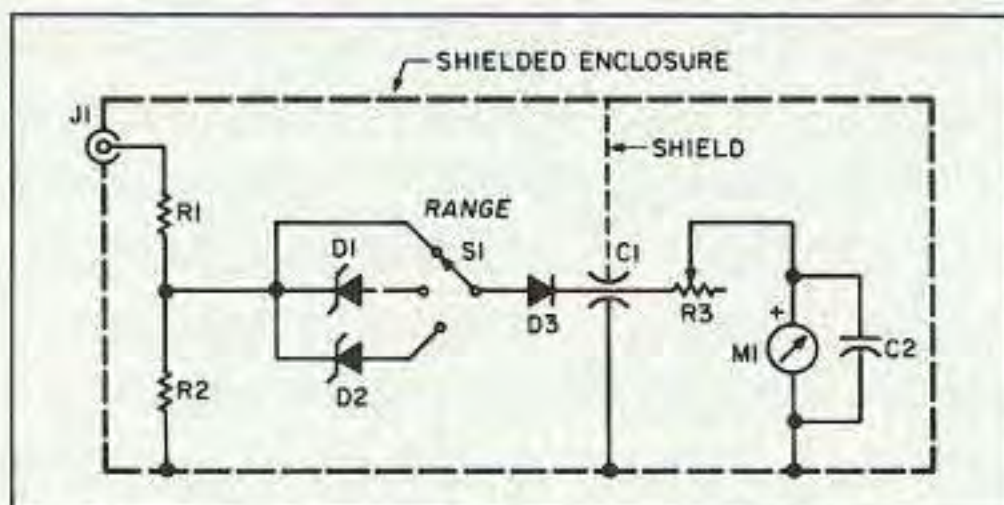 SHIELDED ENCLOSURE
J1
SHIELD
R1
RANGE
D1
S1
C1
D3
R3
+
M1
C2
R2
D2